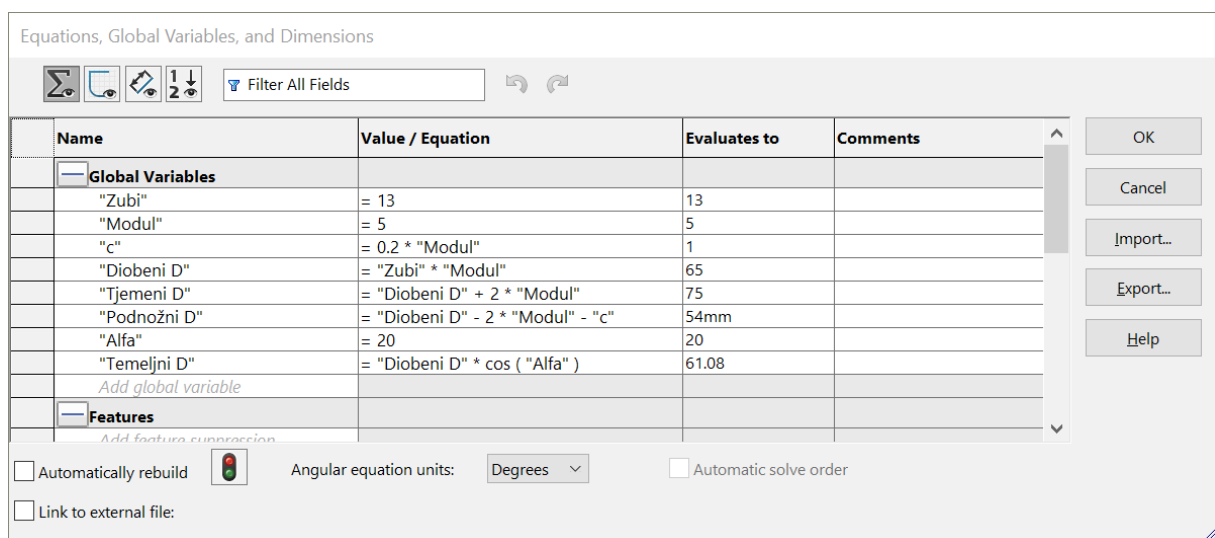 Equations, Global Variables, and Dimensions
1 2 Filter All Fields
Name Value / Equation Evaluates to Comments
Global Variables
"Zubi" = 13 13
"Modul" = 5 5
"c" = 0.2 * "Modul" 1
"Diobeni D" = "Zubi" * "Modul" 65
"Tjemeni D" = "Diobeni D" + 2 * "Modul" 75
"Podnožni D" = "Diobeni D" - 2 * "Modul" - "c" 54mm
"Alfa" = 20 20
"Temeljni D" = "Diobeni D" * cos ( "Alfa" ) 61.08
Add global variable
Features
Add feature suppression
OK
Cancel
Import...
Export...
Help
Automatically rebuild Angular equation units: Degrees Automatic solve order
Link to external file: